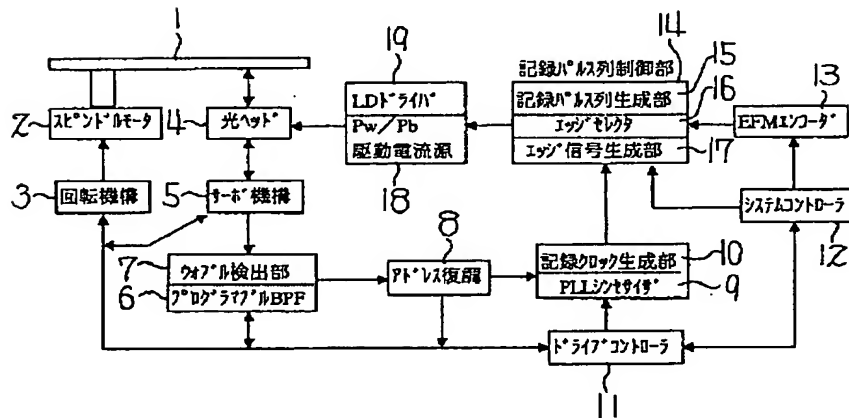 1
19
14
記録パルス列制御部
15
LDドライバ
記録パルス列生成部
16
13
2
スピンドルモータ
4
光ヘッド
Pw/Pb
エッジセレクタ
EFMエンコーダ
駆動電流源
エッジ信号生成部
17
18
3
回転機構
5
サーボ機構
システムコントローラ
12
8
7
ウォブル検出部
アドレス復調
記録クロック生成部
10
6
プログラマブルBPF
PLLシンセサイザ
9
ドライブコントローラ
11